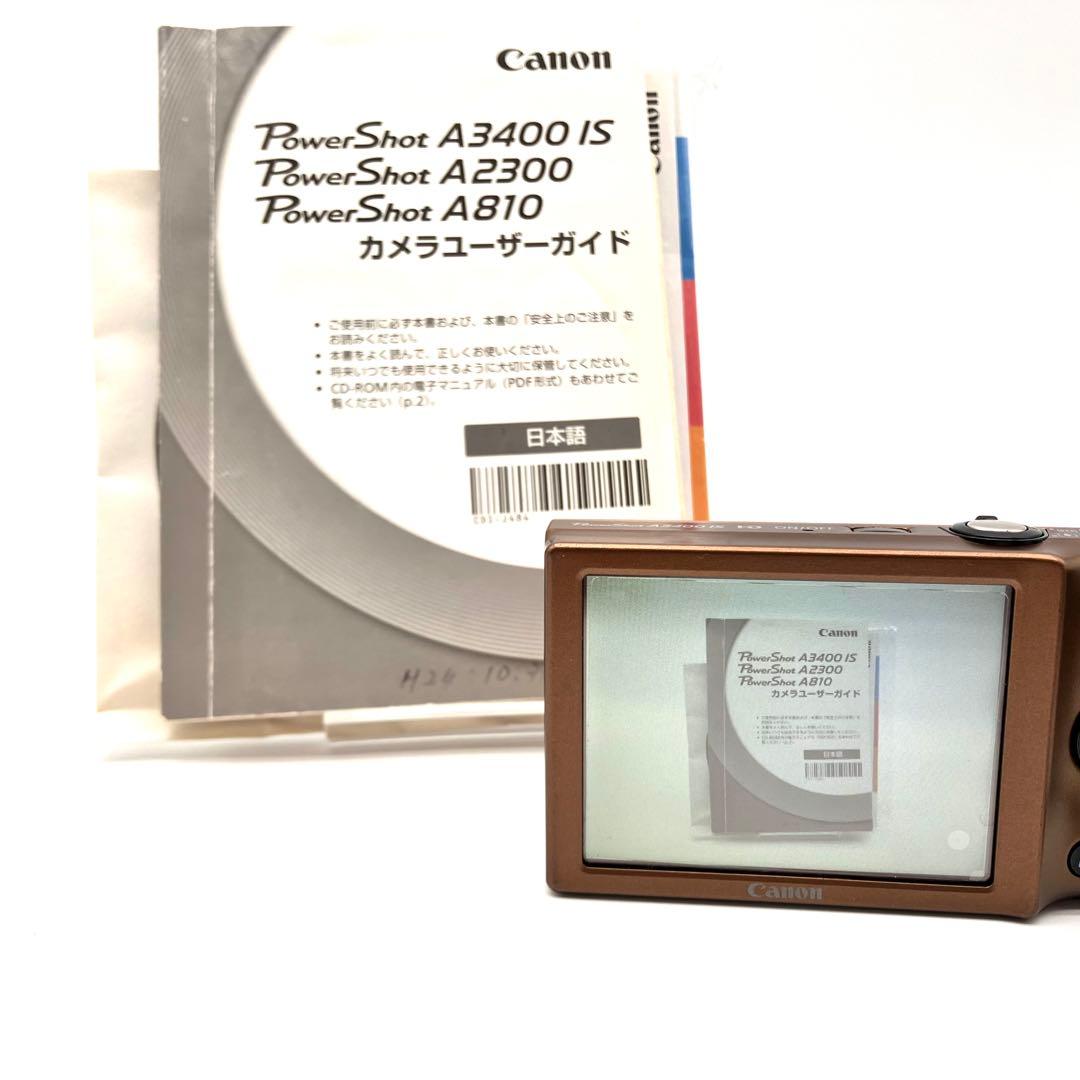 Canon
Canon
PowerShot A3400 IS
PowerShot A2300
PowerShot A810
カメラユーザーガイド
• ご使用前に必ず本書および、本書の「安全上のご注意」を
お読みください。
• 本書をよく読んで、正しくお使いください。
• 将来いつでも使用できるように大切に保管してください。
• CD-ROM内の電子マニュアル（PDF形式）もあわせてご
覧ください（p.2）。
日本語
CDI-J484
H24.10.
PowerShot A3400 IS
ON/OFF
Canon
PowerShot A3400 IS
PowerShot A2300
PowerShot A810
カメラユーザーガイド
日本語
Canon